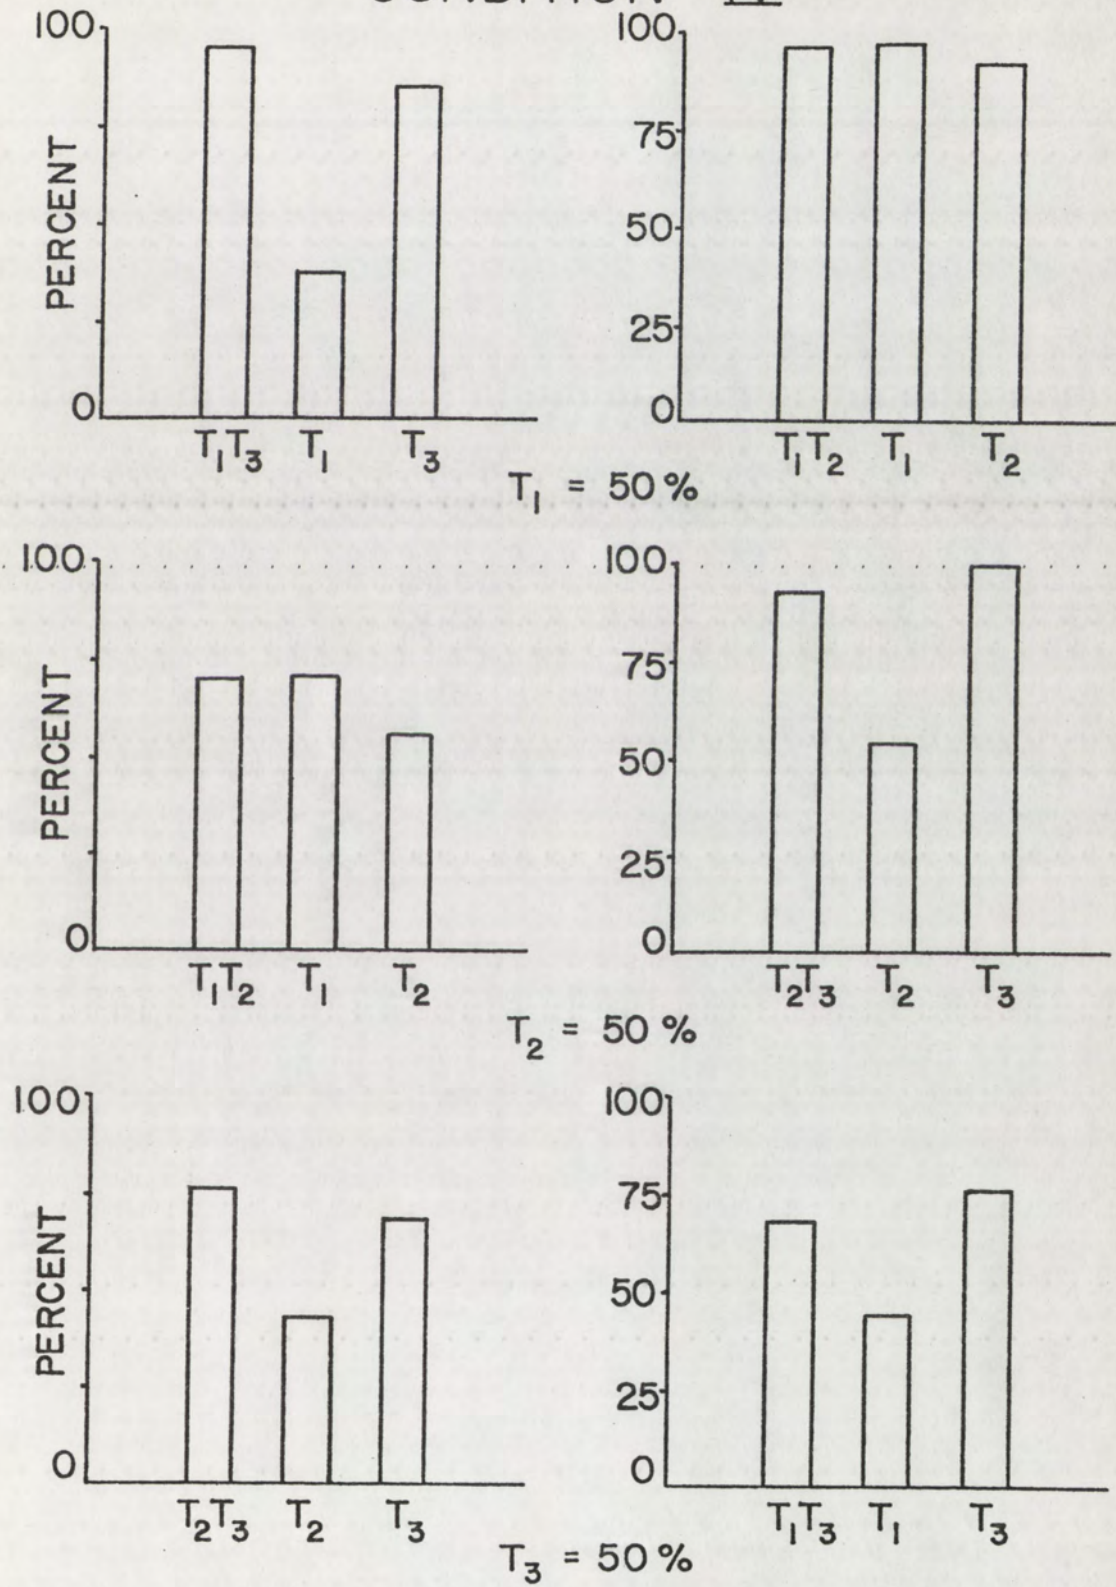 100
PERCENT
0
T₁T₃ T₁ T₃
100
75
50
25
0
T₁T₂ T₁ T₂
T₁ = 50 %
100
PERCENT
0
T₁T₂ T₁ T₂
100
75
50
25
0
T₂T₃ T₂ T₃
T₂ = 50 %
100
PERCENT
0
T₂T₃ T₂ T₃
100
75
50
25
0
T₁T₃ T₁ T₃
T₃ = 50 %